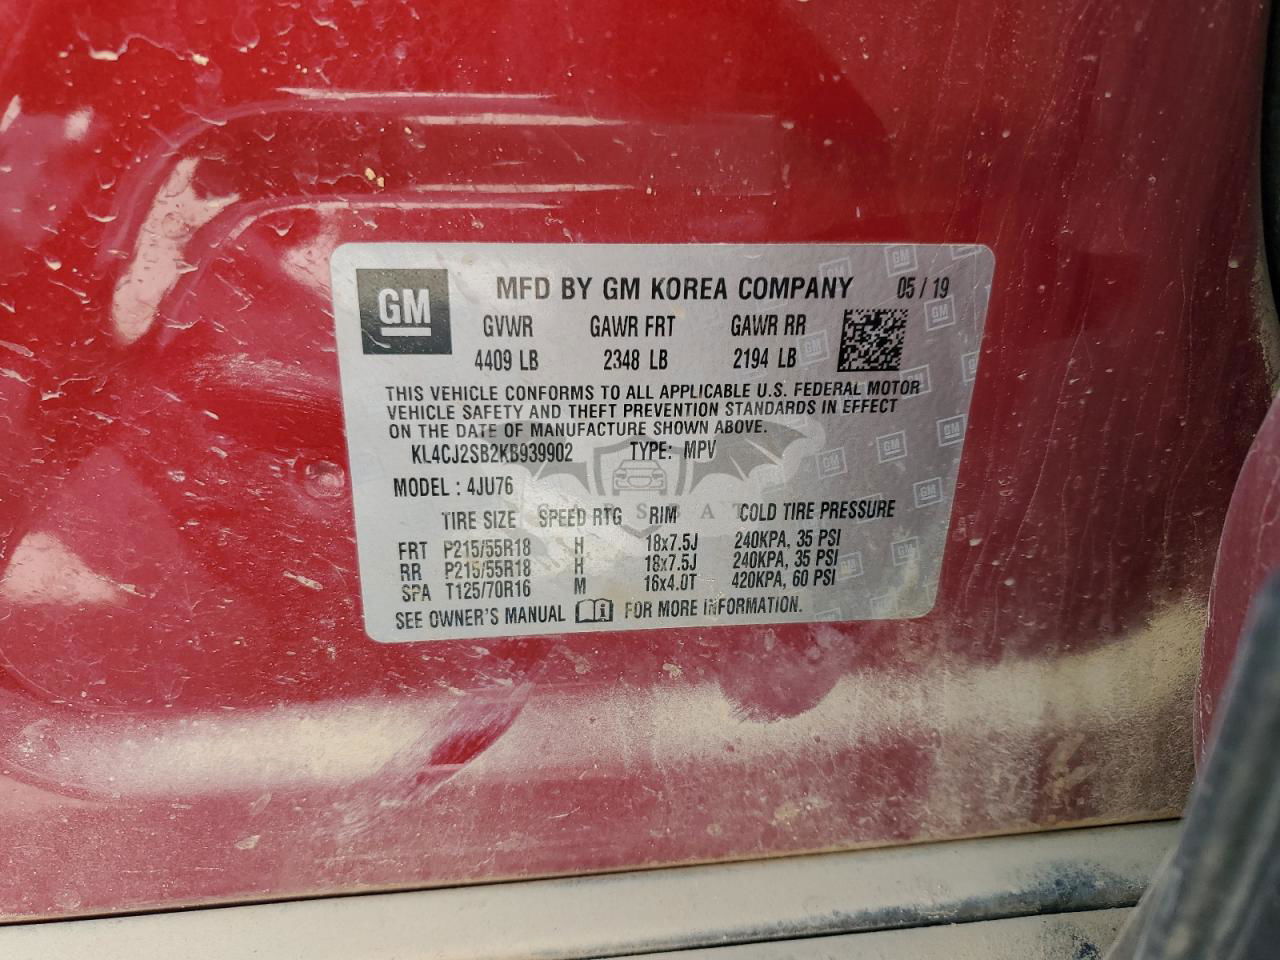 GM MFD BY GM KOREA COMPANY 05 / 19
GVWR GAWR FRT GAWR RR
4409 LB 2348 LB 2194 LB
THIS VEHICLE CONFORMS TO ALL APPLICABLE U.S. FEDERAL MOTOR
VEHICLE SAFETY AND THEFT PREVENTION STANDARDS IN EFFECT
ON THE DATE OF MANUFACTURE SHOWN ABOVE.
KL4CJ2SB2KB939902 TYPE: MPV
MODEL : 4JU76
CARSBAT
TIRE SIZE SPEED RTG RIM COLD TIRE PRESSURE
FRT P215/55R18 H 18x7.5J 240KPA, 35 PSI
RR P215/55R18 H 18x7.5J 240KPA, 35 PSI
SPA T125/70R16 M 16x4.0T 420KPA, 60 PSI
SEE OWNER'S MANUAL FOR MORE INFORMATION.